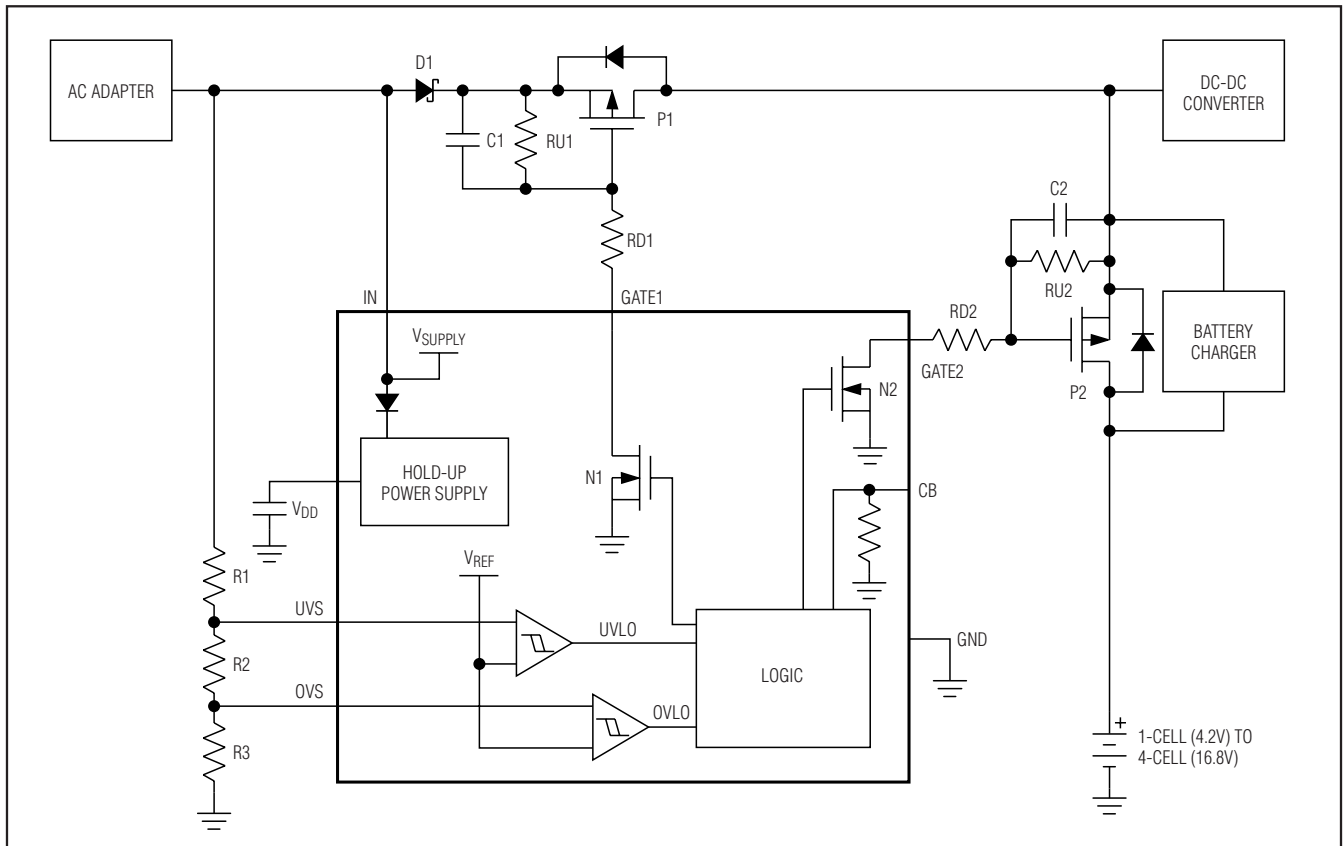 AC ADAPTER
D1
P1
DC-DC
CONVERTER
C1
RU1
C2
RD1
RU2
IN
GATE1
RD2
BATTERY
CHARGER
VSUPPLY
GATE2
N2
P2
HOLD-UP
POWER SUPPLY
N1
CB
VDD
VREF
R1
UVS
UVLO
GND
LOGIC
R2
OVS
OVLO
R3
+
1-CELL (4.2V) TO
4-CELL (16.8V)